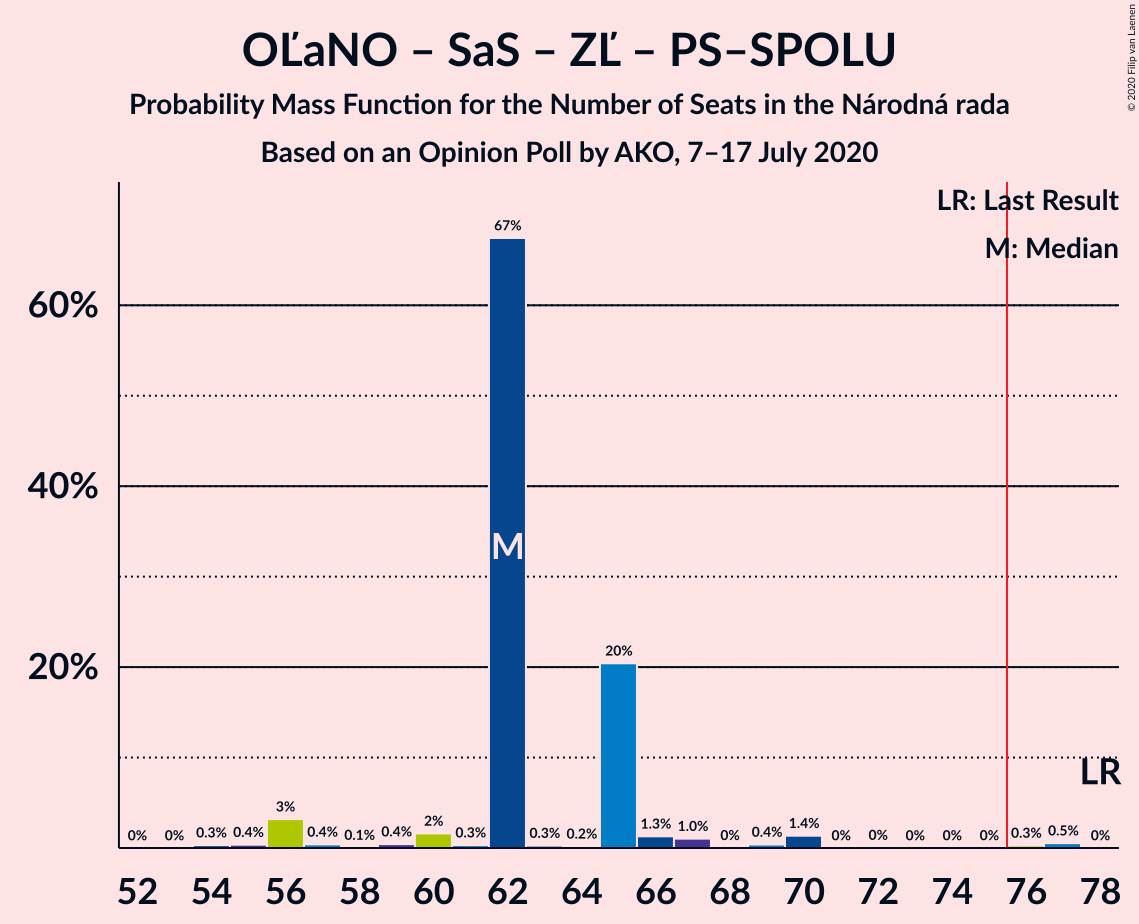 OĽaNO – SaS – ZĽ – PS–SPOLU
Probability Mass Function for the Number of Seats in the Národná rada
Based on an Opinion Poll by AKO, 7–17 July 2020
© 2020 Filip van Laenen
LR: Last Result
M: Median
67%
60%
40%
M
20%
20%
LR
3%
0% 0% 0.3% 0.4% 0.4% 0.1% 0.4% 2% 0.3% 0.3% 0.2% 1.3% 1.0% 0% 0.4% 1.4% 0% 0% 0% 0% 0% 0.3% 0.5% 0%
52 54 56 58 60 62 64 66 68 70 72 74 76 78